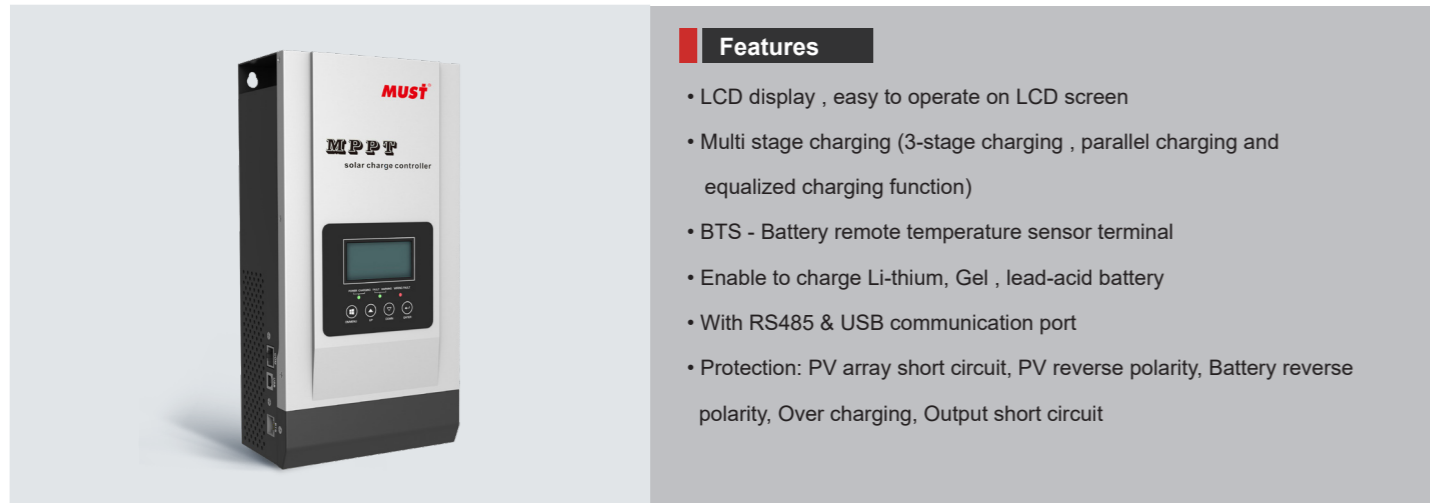 MUST
MPPT
solar charge controller
Features
• LCD display , easy to operate on LCD screen
• Multi stage charging (3-stage charging , parallel charging and
equalized charging function)
• BTS - Battery remote temperature sensor terminal
• Enable to charge Li-thium, Gel , lead-acid battery
• With RS485 & USB communication port
• Protection: PV array short circuit, PV reverse polarity, Battery reverse
polarity, Over charging, Output short circuit